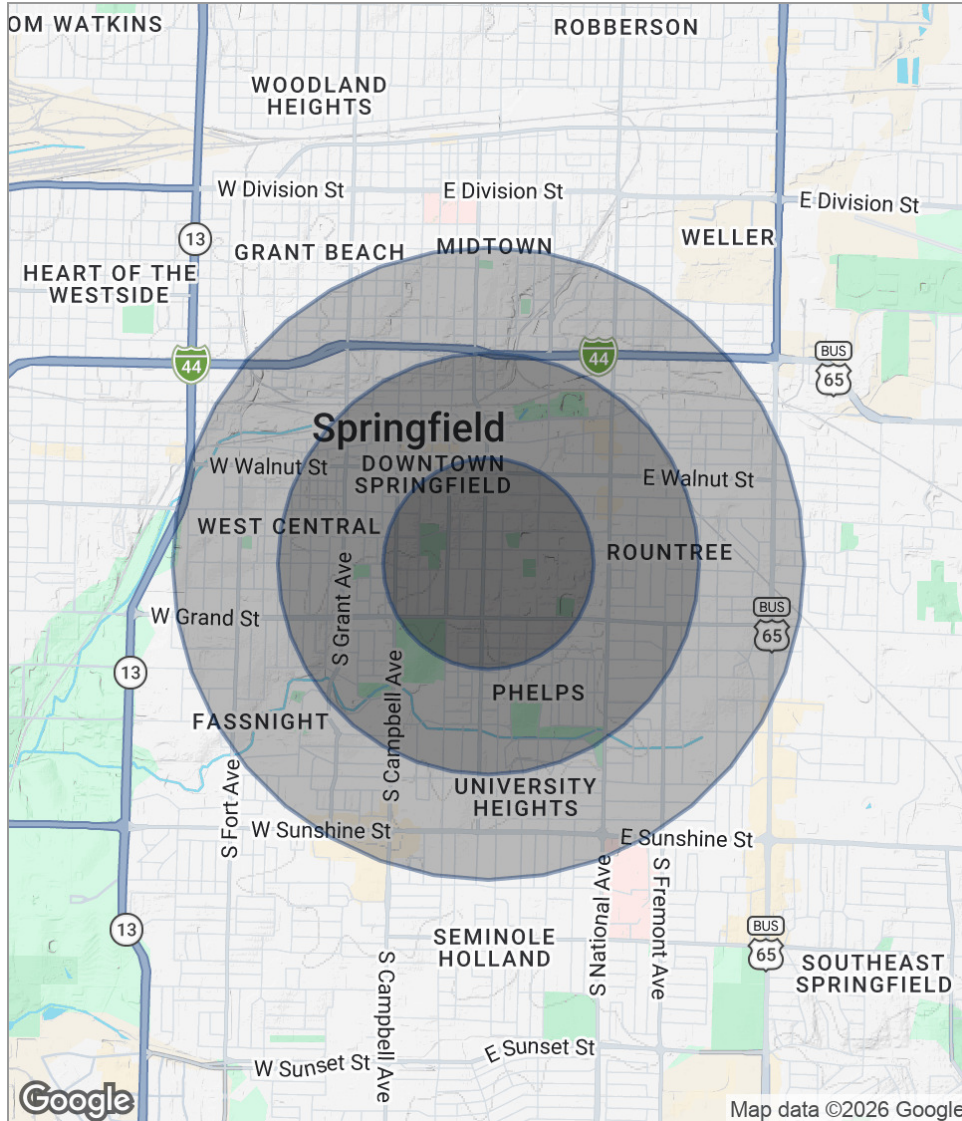 OM WATKINS
ROBBERSON
WOODLAND
HEIGHTS
W Division St
E Division St
E Division St
13
GRANT BEACH
MIDTOWN
WELLER
HEART OF THE
WESTSIDE
44
44
BUS
65
Springfield
W Walnut St
DOWNTOWN
SPRINGFIELD
E Walnut St
WEST CENTRAL
ROUNTREE
S Grant Ave
W Grand St
BUS
65
13
S Campbell Ave
PHELPS
FASSNIGHT
UNIVERSITY
HEIGHTS
S Fort Ave
W Sunshine St
E Sunshine St
S National Ave
S Fremont Ave
13
SEMINOLE
HOLLAND
BUS
65
SOUTHEAST
SPRINGFIELD
S Campbell Ave
E Sunset St
W Sunset St
Google
Map data ©2026 Google